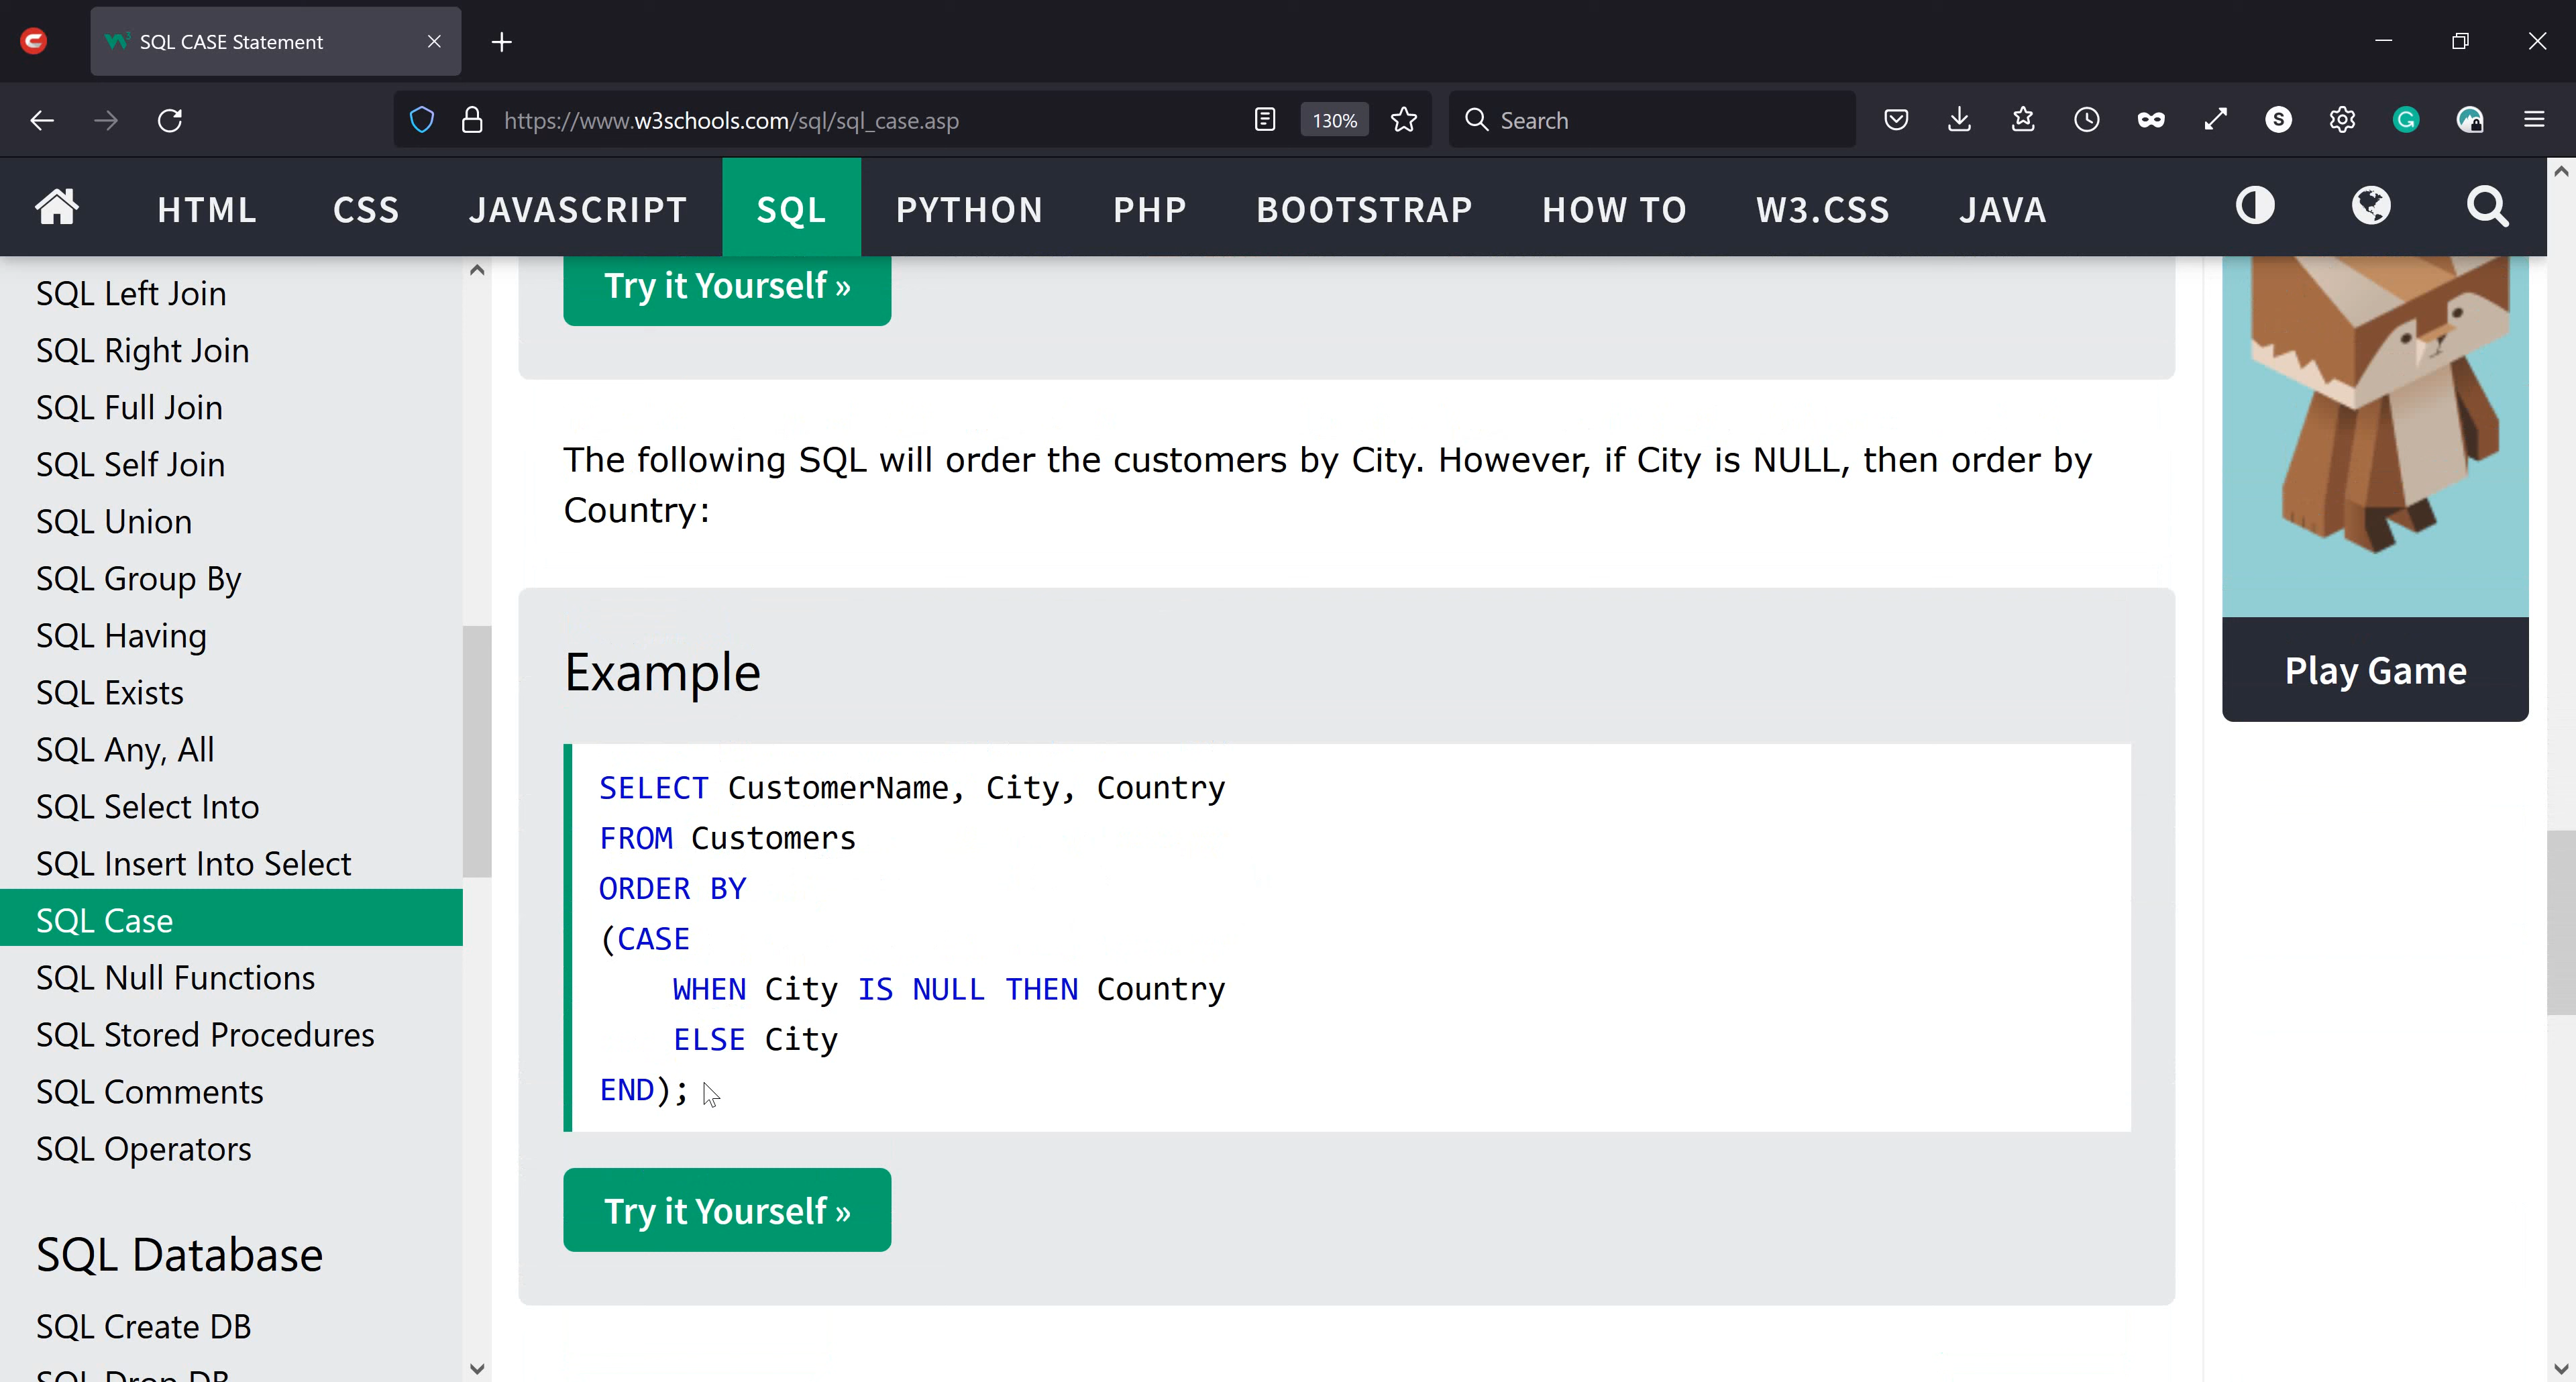 SQL CASE Statement
https://www.w3schools.com/sql/sql_case.asp
130%
Search
HTML CSS JAVASCRIPT SQL PYTHON PHP BOOTSTRAP HOW TO W3.CSS JAVA
SQL Left Join
SQL Right Join
SQL Full Join
SQL Self Join
SQL Union
SQL Group By
SQL Having
SQL Exists
SQL Any, All
SQL Select Into
SQL Insert Into Select
SQL Case
SQL Null Functions
SQL Stored Procedures
SQL Comments
SQL Operators
SQL Database
SQL Create DB
SQL Drop DB
Try it Yourself »
The following SQL will order the customers by City. However, if City is NULL, then order by
Country:
Example
SELECT CustomerName, City, Country
FROM Customers
ORDER BY
(CASE
    WHEN City IS NULL THEN Country
    ELSE City
END);
Try it Yourself »
Play Game